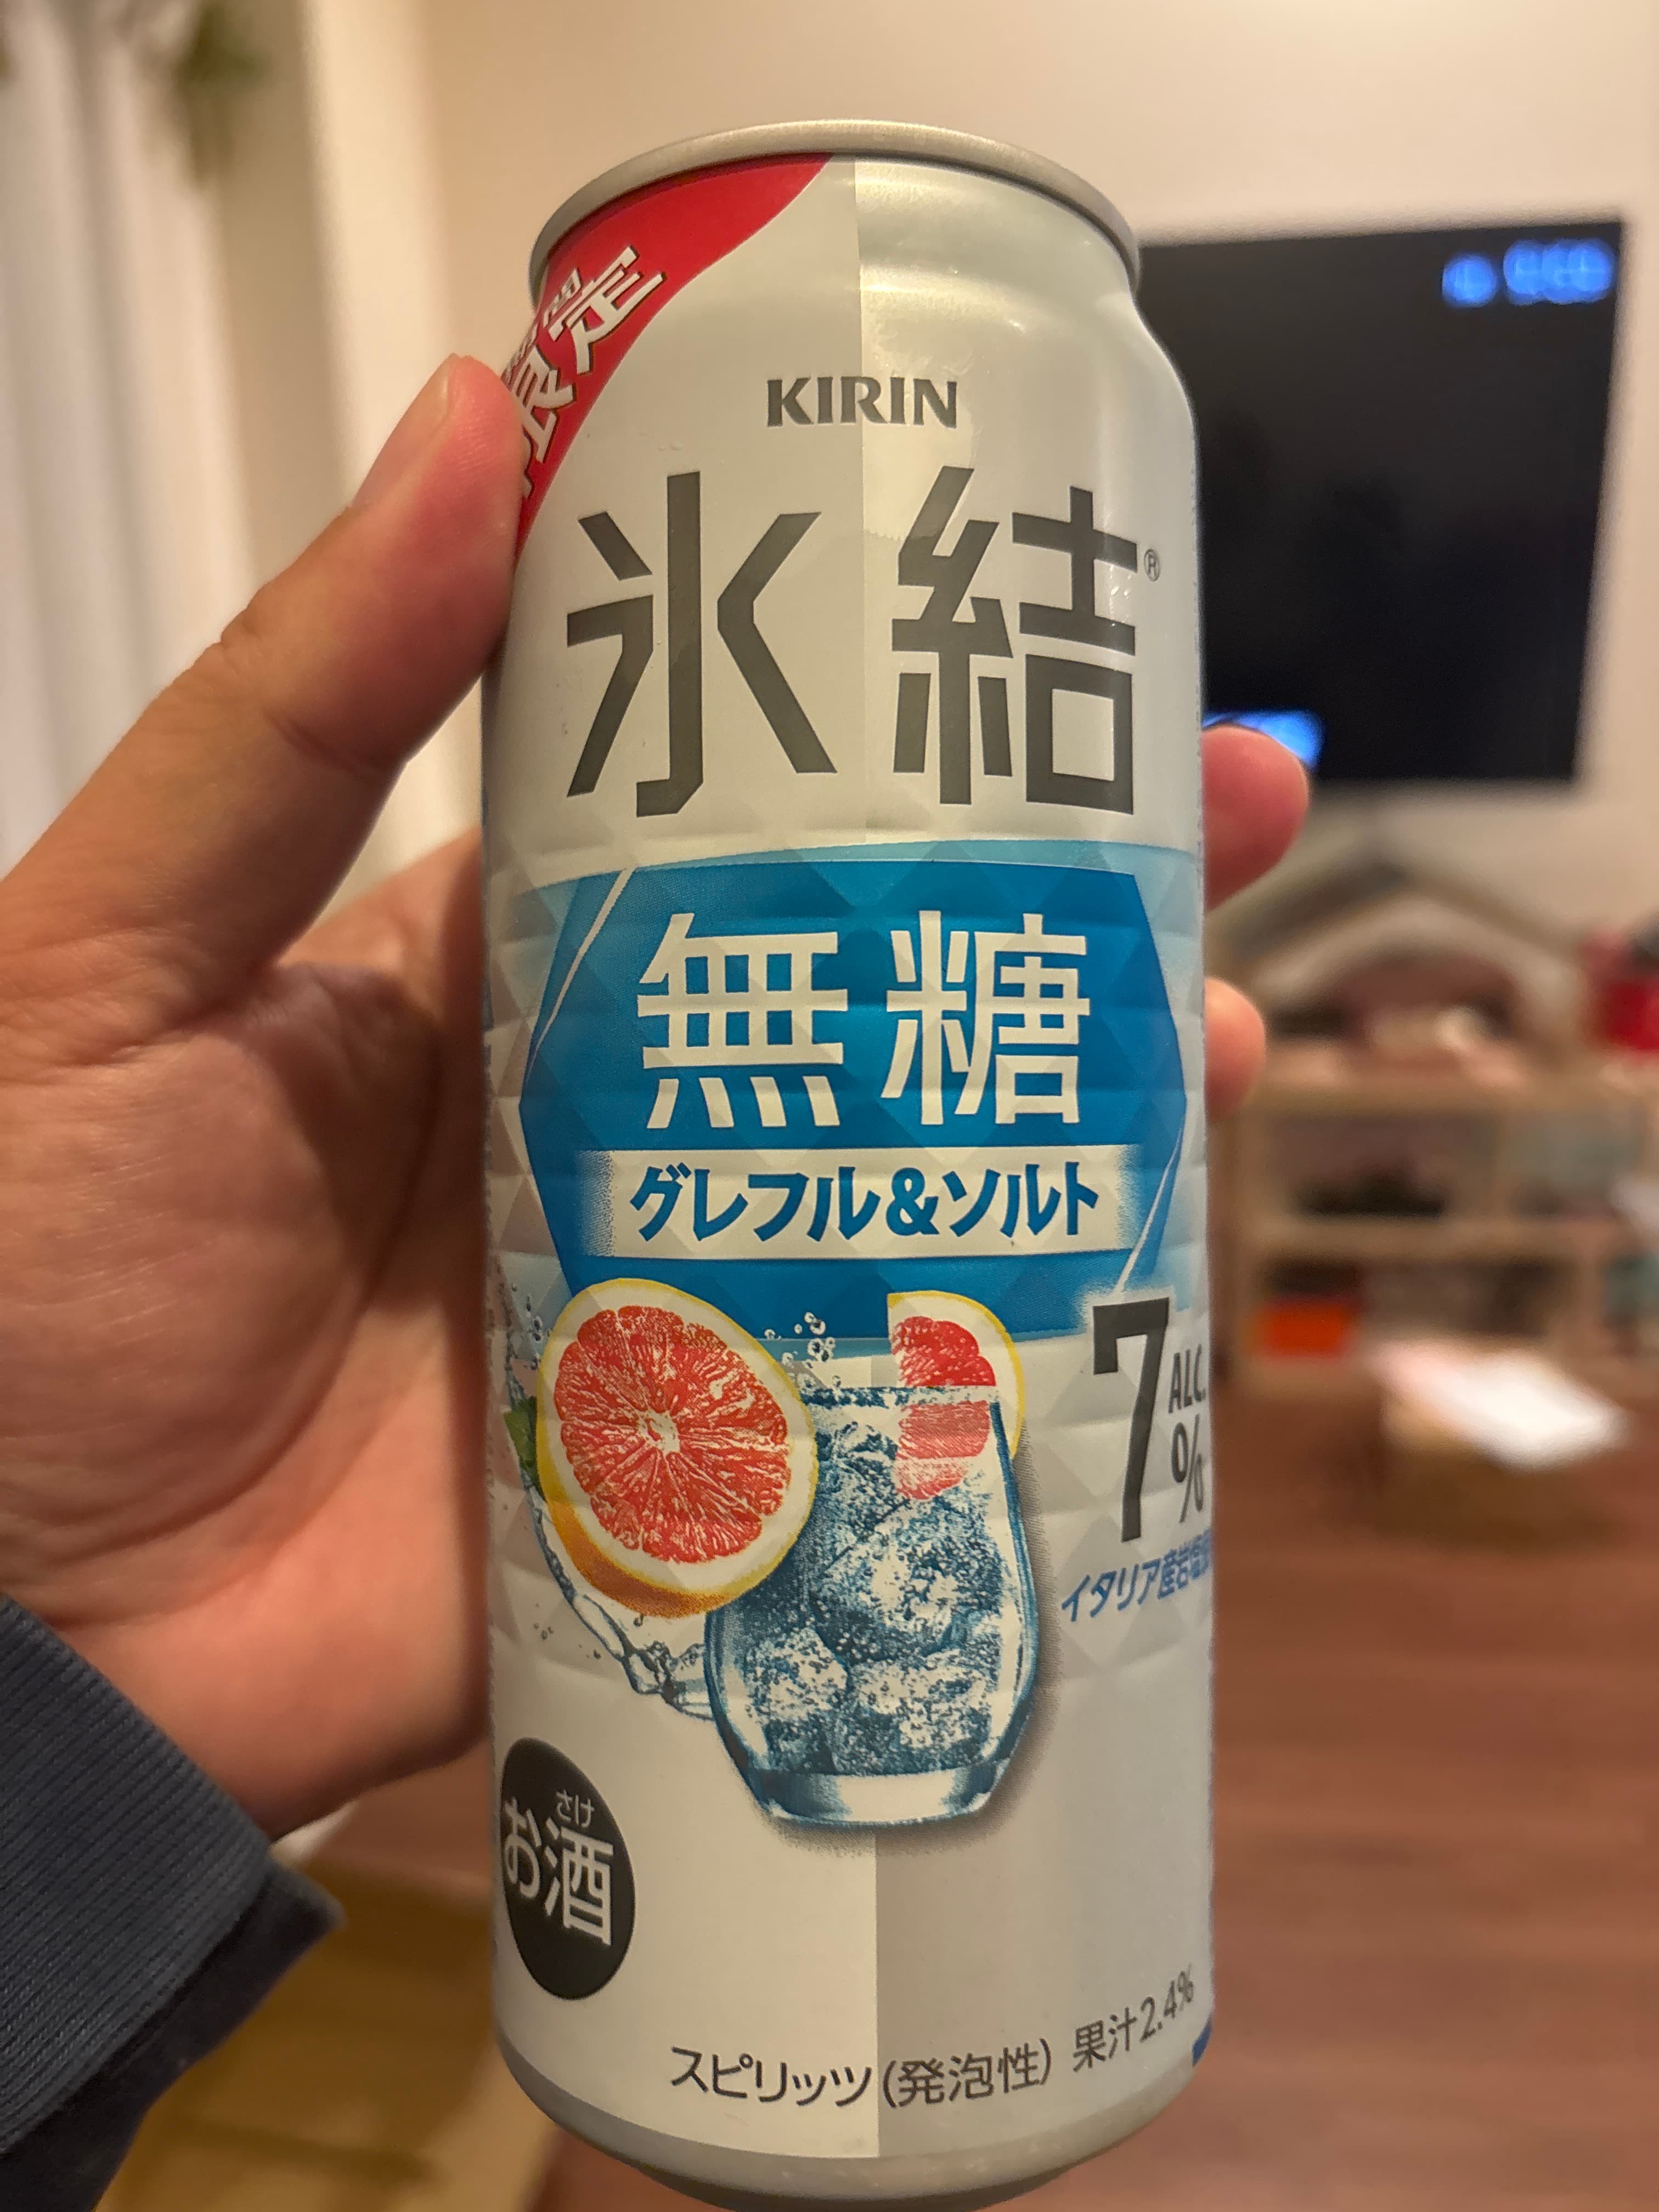 限定
KIRIN
氷結®
無糖
グレフル&ソルト
7 ALC.%
イタリア産岩塩
さけ
お酒
スピリッツ(発泡性) 果汁2.4%